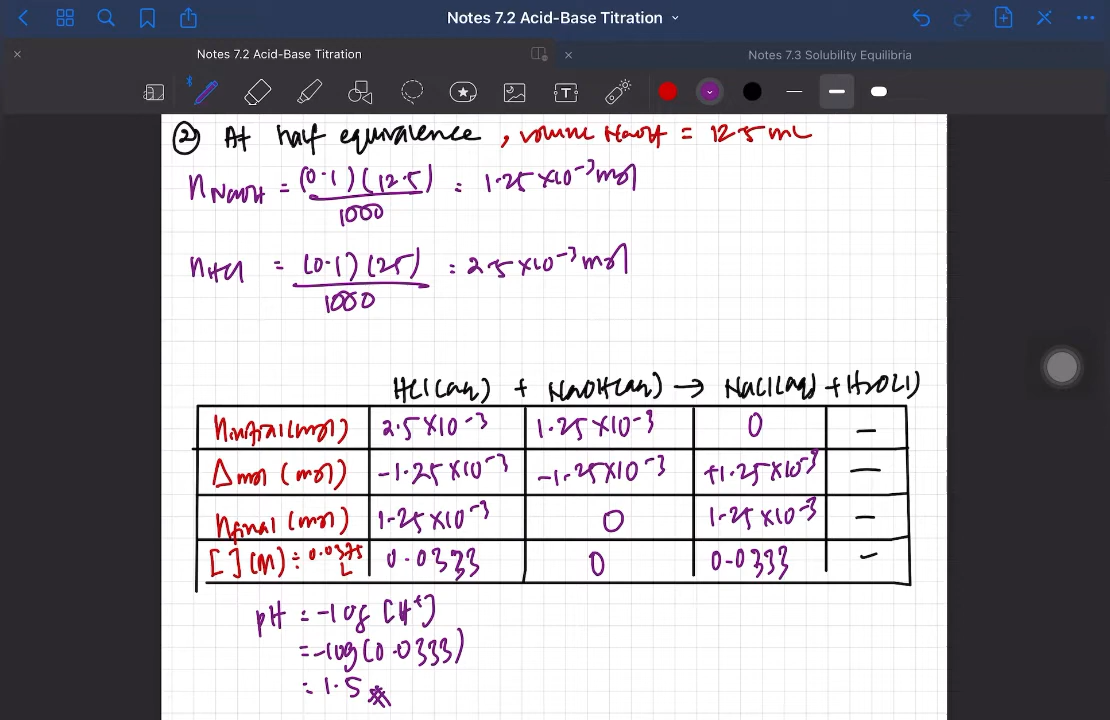 Notes 7.2 Acid-Base Titration
Notes 7.2 Acid-Base Titration
Notes 7.3 Solubility Equilibria
② At half equivalence, volume NaOH = 12.5 mL
nNaOH = (0.1)(12.5) / 1000 = 1.25 × 10⁻³ mol
nHCl = (0.1)(25) / 1000 = 2.5 × 10⁻³ mol
HCl(aq) + NaOH(aq) → NaCl(aq) + H2O(l)
ninitial (mol) 2.5 × 10⁻³ 1.25 × 10⁻³ 0 –
Δmol (mol) -1.25 × 10⁻³ -1.25 × 10⁻³ +1.25 × 10⁻³ –
nfinal (mol) 1.25 × 10⁻³ 0 1.25 × 10⁻³ –
[ ] (M) ÷ 0.0375 L 0.0333 0 0.0333 –
pH = -log [H⁺]
= -log (0.0333)
= 1.5 #